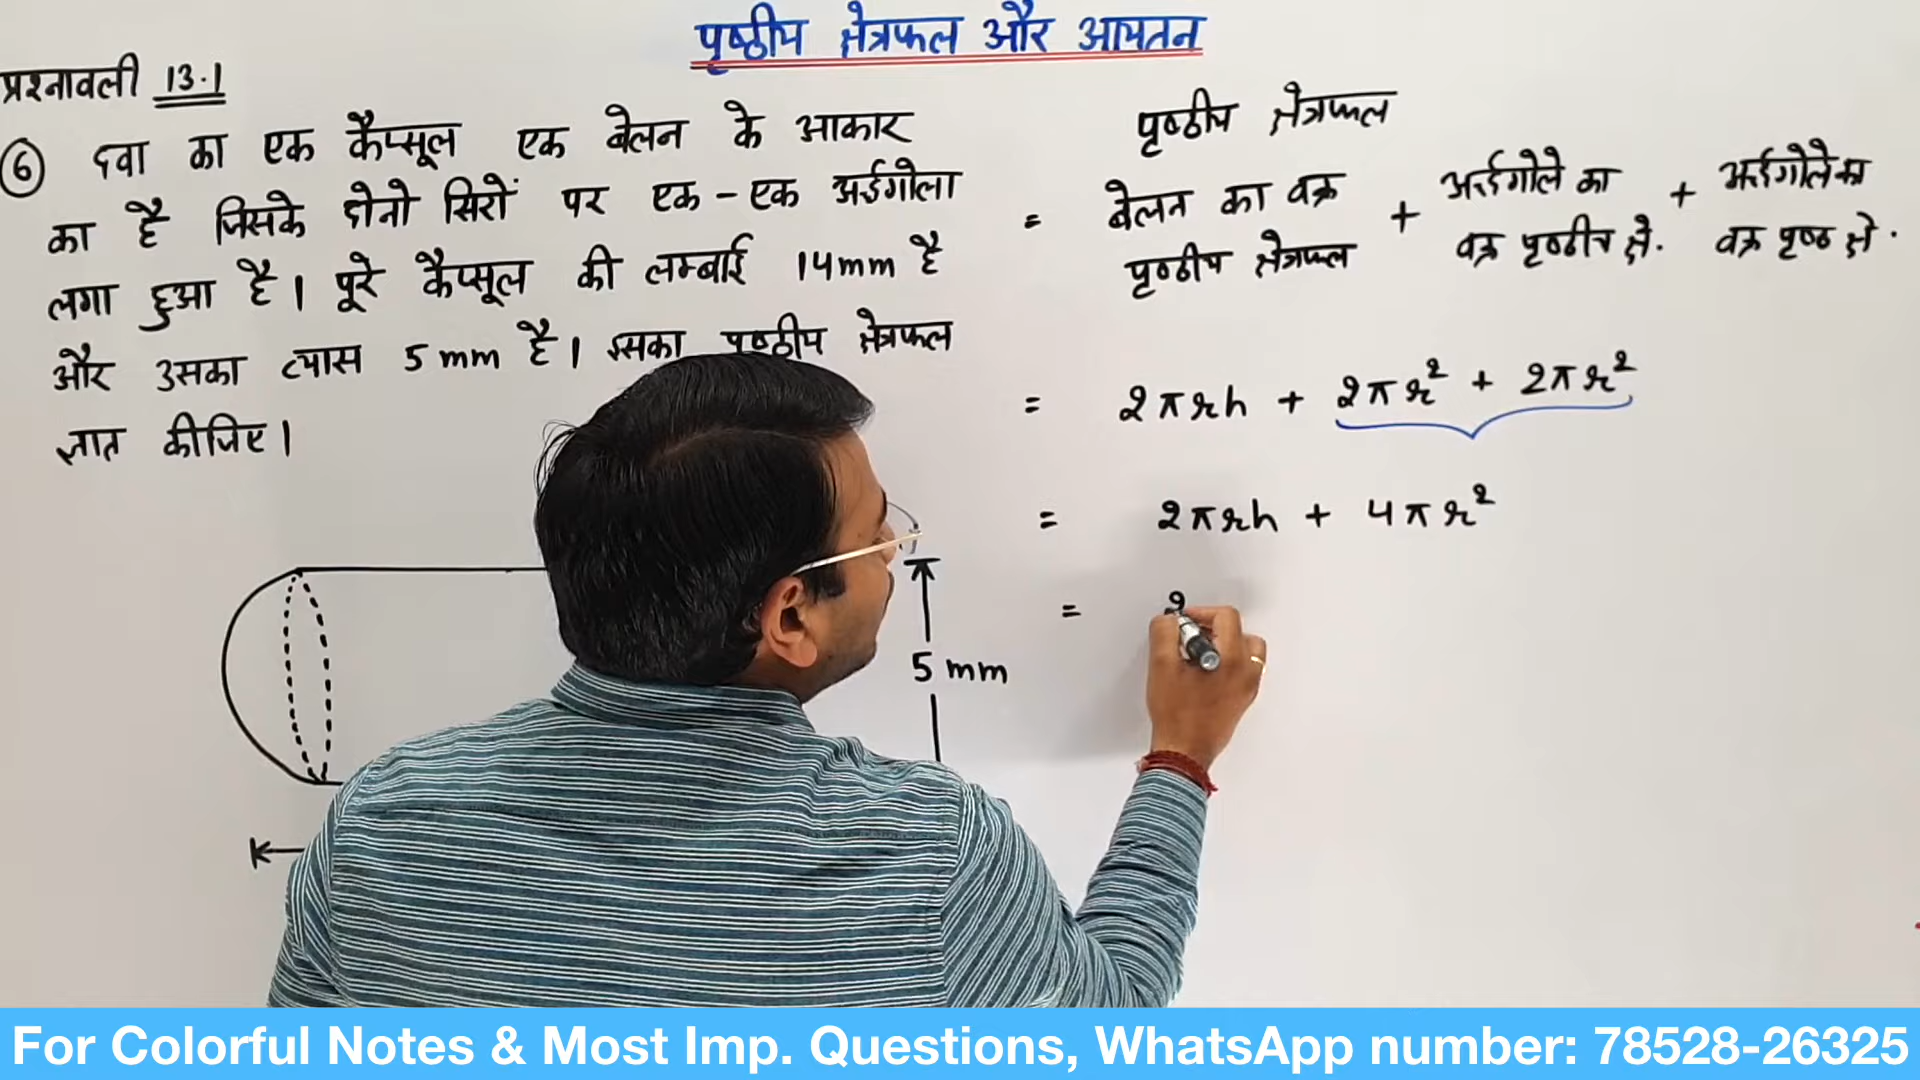 पृष्ठीय क्षेत्रफल और आयतन
प्रश्नावली 13.1
⑥ दवा का एक कैप्सूल एक बेलन के आकार
का है जिसके दोनो सिरों पर एक-एक अर्द्धगोला
लगा हुआ है। पूरे कैप्सूल की लम्बाई 14mm है
और उसका व्यास 5mm है। इसका पृष्ठीय क्षेत्रफल
ज्ञात कीजिए।
5 mm
पृष्ठीय क्षेत्रफल
= बेलन का वक्र + अर्द्धगोले का + अर्द्धगोले का
पृष्ठीय क्षेत्रफल वक्र पृष्ठीय क्षे. वक्र पृष्ठ क्षे.
= 2πrh + 2πr² + 2πr²
= 2πrh + 4πr²
= 2
For Colorful Notes & Most Imp. Questions, WhatsApp number: 78528-26325